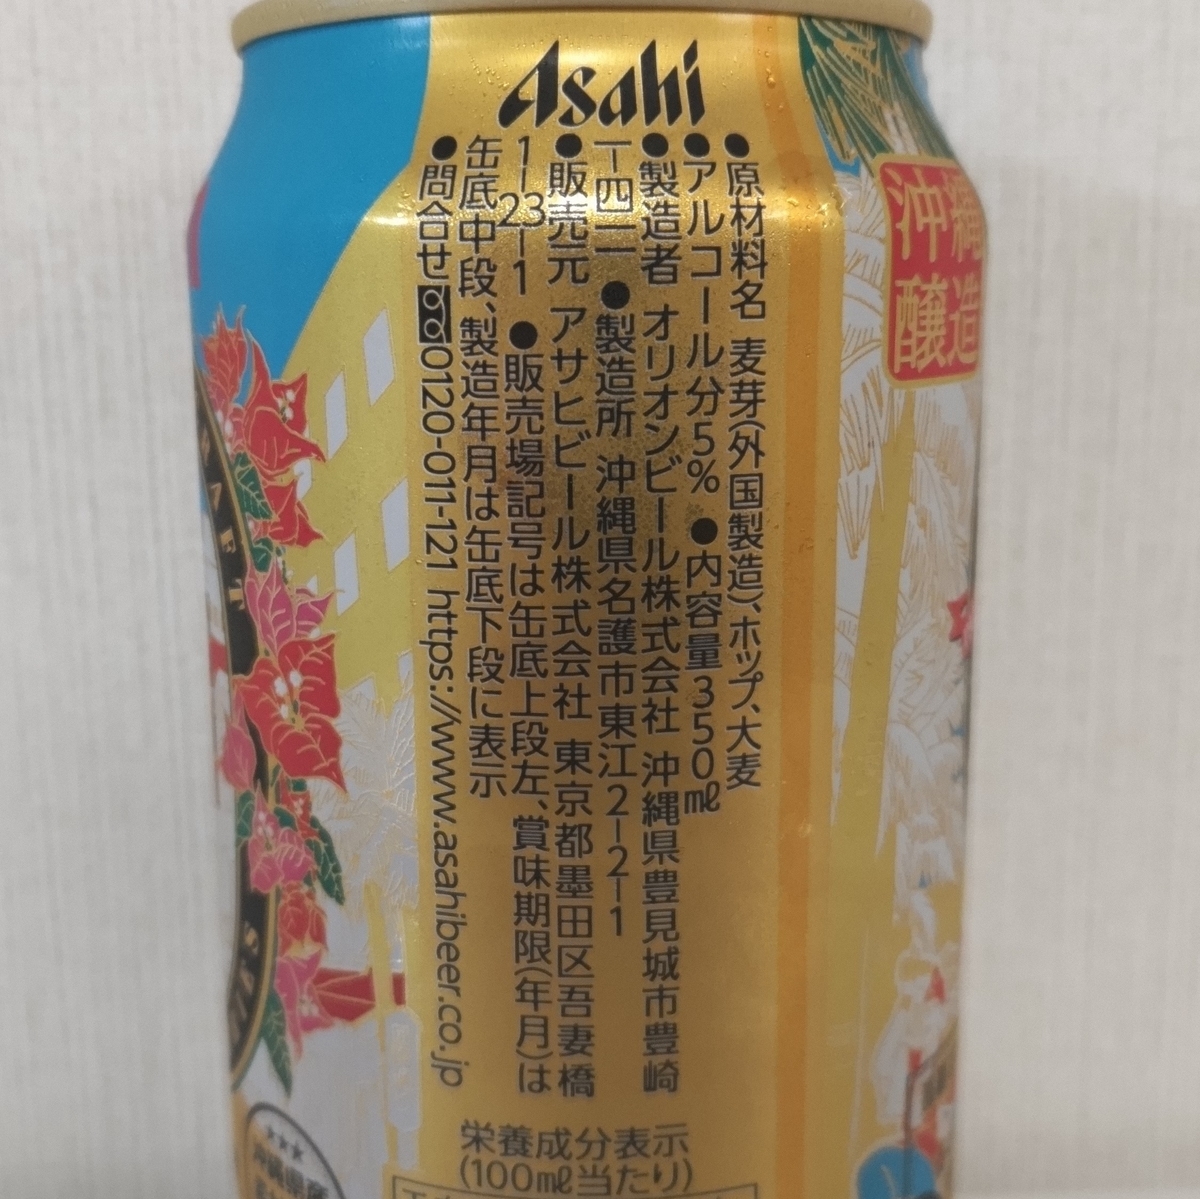 Asahi
●原材料名 麦芽(外国製造)、ホップ、大麦
●アルコール分5% ●内容量350㎖
●製造者 オリオンビール株式会社 沖縄県豊見城市豊崎
1-411 ●製造所 沖縄県名護市東江2-2-1
●販売元 アサヒビール株式会社 東京都墨田区吾妻橋
1-23-1 ●販売場記号は缶底上段左、賞味期限(年月)は
缶底中段、製造年月は缶底下段に表示
●問合せ 0120-011-121 https://www.asahibeer.co.jp
栄養成分表示
(100㎖当たり)
沖縄
醸造
沖縄県産